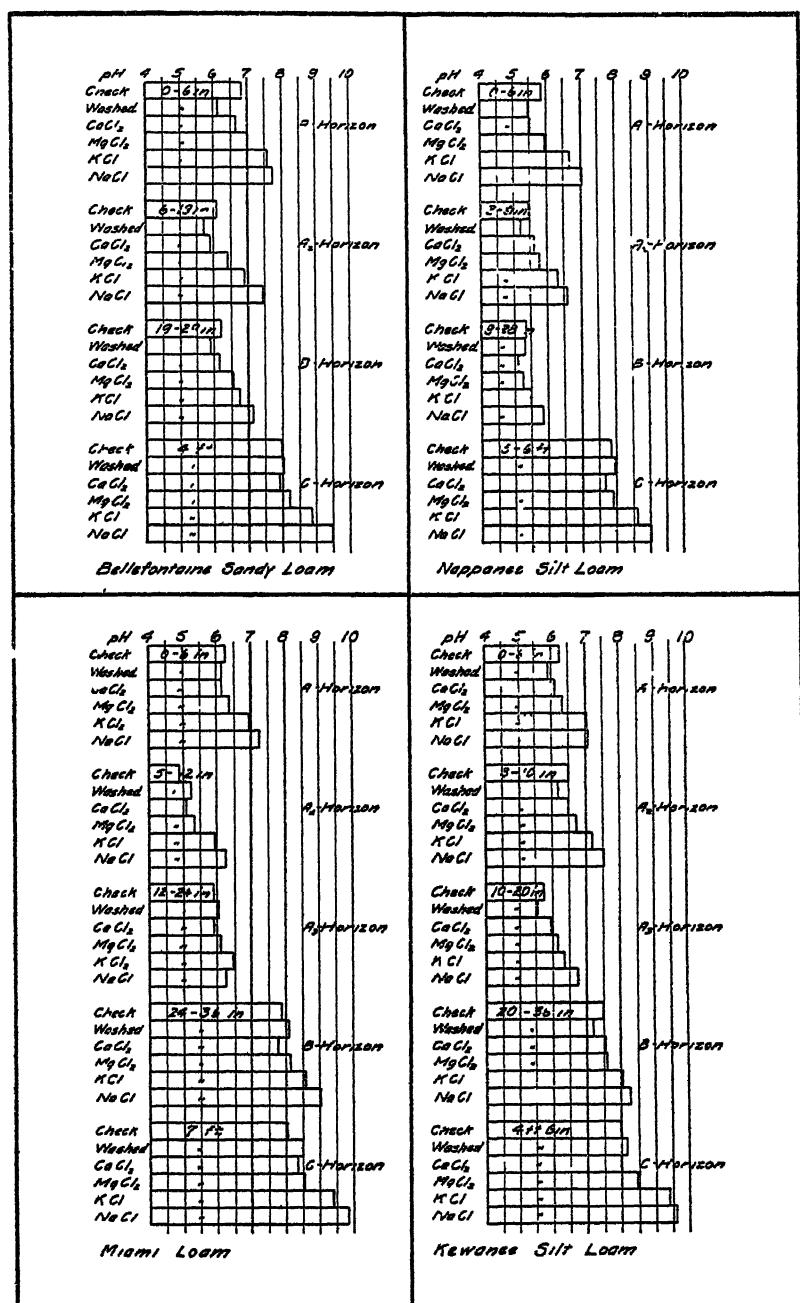 pH 4 5 6 7 8 9 10
Check 0-6 in
Washed "
CaCl₂ "
MgCl₂ "
KCl
NaCl
Horizon
Check 6-19 in
Washed
CaCl₂ "
MgCl₂ "
KCl "
NaCl "
A₂-Horizon
Check 19-29 in
Washed "
CaCl₂ "
MgCl₂ "
KCl "
NaCl "
Horizon
Check 4 ft
Washed "
CaCl₂ "
MgCl₂ "
KCl "
NaCl "
C-Horizon
Bellefontaine Sandy Loam
pH 4 5 6 7 8 9 10
Check 0-6 in
Washed
CaCl₂ "
MgCl₂
KCl
NaCl
A-Horizon
Check in
Washed "
CaCl₂ "
MgCl₂
KCl "
NaCl "
Horizon
Check 9-28 in
Washed "
CaCl₂ "
MgCl₂ "
KCl
NaCl "
B-Horizon
Check 5-6 ft
Washed "
CaCl₂ "
MgCl₂ "
KCl "
NaCl "
C-Horizon
Nappanee Silt Loam
pH 4 5 6 7 8 9 10
Check in
Washed "
CaCl₂ "
MgCl₂ "
KCl₂ "
NaCl "
A-Horizon
Check 12 in
Washed "
CaCl₂ "
MgCl₂ "
KCl "
NaCl "
A₂-Horizon
Check 12-24 in
Washed "
CaCl₂ "
MgCl₂ "
KCl₂ "
NaCl "
A₃-Horizon
Check 24-36 in
Washed "
CaCl₂ "
MgCl₂ "
KCl "
NaCl "
B-Horizon
Check 7 ft
Washed
CaCl₂ "
MgCl₂ "
KCl "
NaCl "
C-Horizon
Miami Loam
pH 4 5 6 7 8 9 10
Check in
Washed "
CaCl₂ "
MgCl₂ "
KCl "
NaCl "
A-Horizon
Check in
Washed "
CaCl₂ "
MgCl₂ "
KCl "
NaCl "
A₂-Horizon
Check 10-20 in
Washed "
CaCl₂ "
MgCl₂ "
KCl "
NaCl "
A₃-Horizon
Check 20-36 in
Washed "
CaCl₂ "
MgCl₂ "
KCl
NaCl
B-Horizon
Check 4 ft 6 in
Washed "
CaCl₂ "
MgCl₂ "
KCl "
NaCl "
C-Horizon
Kewanee Silt Loam